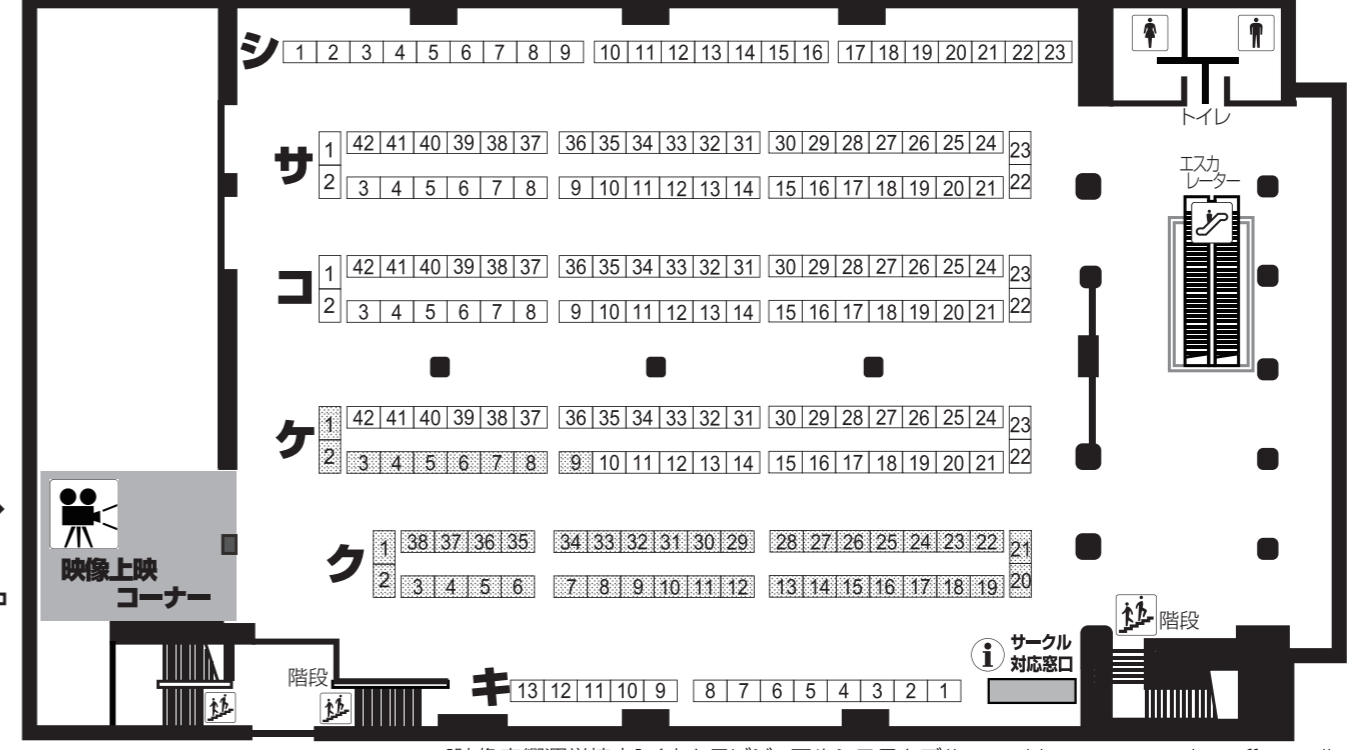 シ 1 2 3 4 5 6 7 8 9 10 11 12 13 14 15 16 17 18 19 20 21 22 23
トイレ
サ 1 42 41 40 39 38 37 36 35 34 33 32 31 30 29 28 27 26 25 24 23
2 3 4 5 6 7 8 9 10 11 12 13 14 15 16 17 18 19 20 21 22
エスカ
レーター
コ 1 42 41 40 39 38 37 36 35 34 33 32 31 30 29 28 27 26 25 24 23
2 3 4 5 6 7 8 9 10 11 12 13 14 15 16 17 18 19 20 21 22
ケ 1 42 41 40 39 38 37 36 35 34 33 32 31 30 29 28 27 26 25 24 23
2 3 4 5 6 7 8 9 10 11 12 13 14 15 16 17 18 19 20 21 22
映像上映
コーナー
ク 1 38 37 36 35 34 33 32 31 30 29 28 27 26 25 24 23 22 21
2 3 4 5 6 7 8 9 10 11 12 13 14 15 16 17 18 19 20
階段
サークル
対応窓口
階段
キ 13 12 11 10 9 8 7 6 5 4 3 2 1